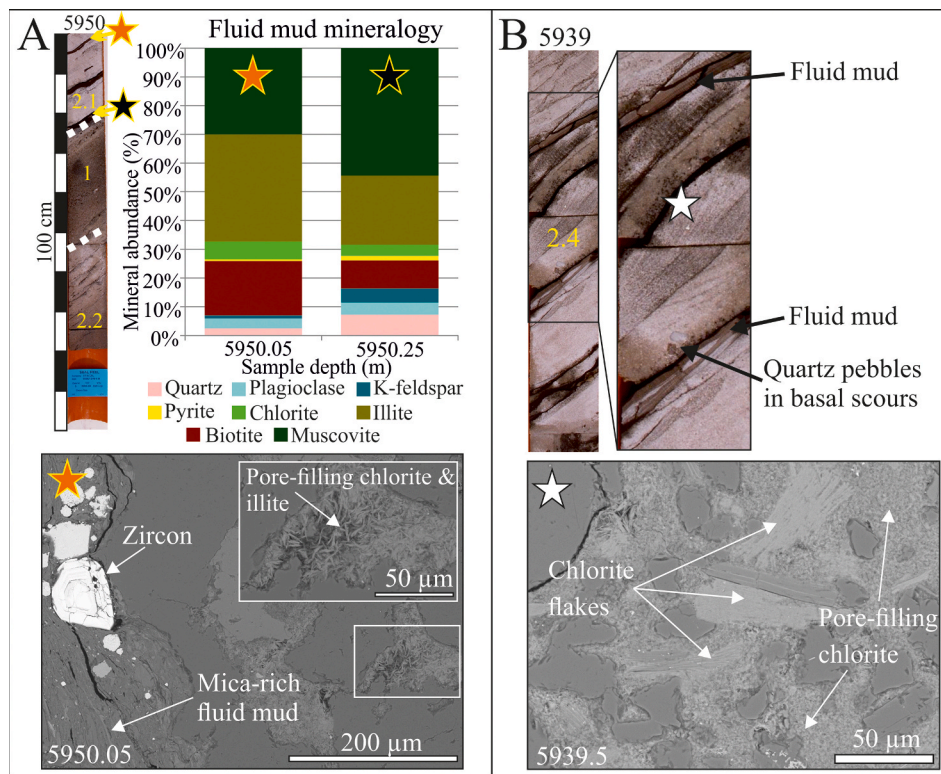 A
5950
2.1
1
2.2
100 cm
Fluid mud mineralogy
Mineral abundance (%)
100%
90%
80%
70%
60%
50%
40%
30%
20%
10%
0%
5950.05
5950.25
Sample depth (m)
Quartz
Plagioclase
K-feldspar
Pyrite
Chlorite
Illite
Biotite
Muscovite
Pore-filling chlorite &
illite
50 µm
Zircon
Mica-rich
fluid mud
5950.05
200 µm
B
5939
2.4
Fluid mud
Fluid mud
Quartz pebbles
in basal scours
Chlorite
flakes
Pore-filling
chlorite
5939.5
50 µm